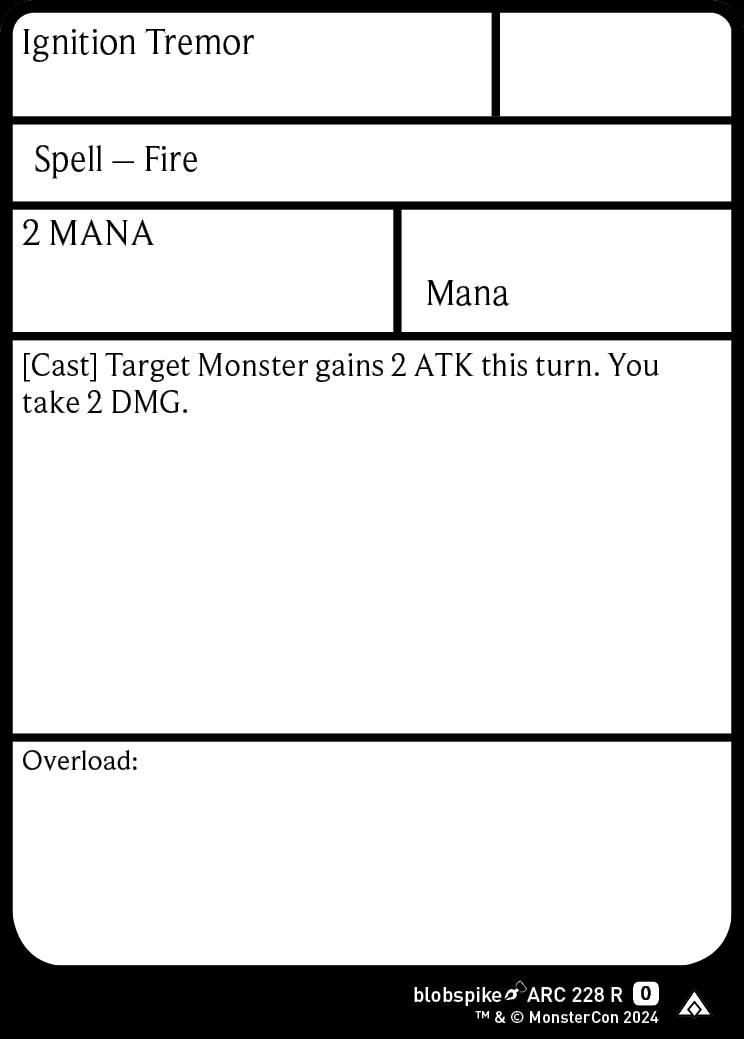 Ignition Tremor
Spell – Fire
2 MANA
Mana
[Cast] Target Monster gains 2 ATK this turn. You
take 2 DMG.
Overload:
blobspike ARC 228 R 0
™ & © MonsterCon 2024